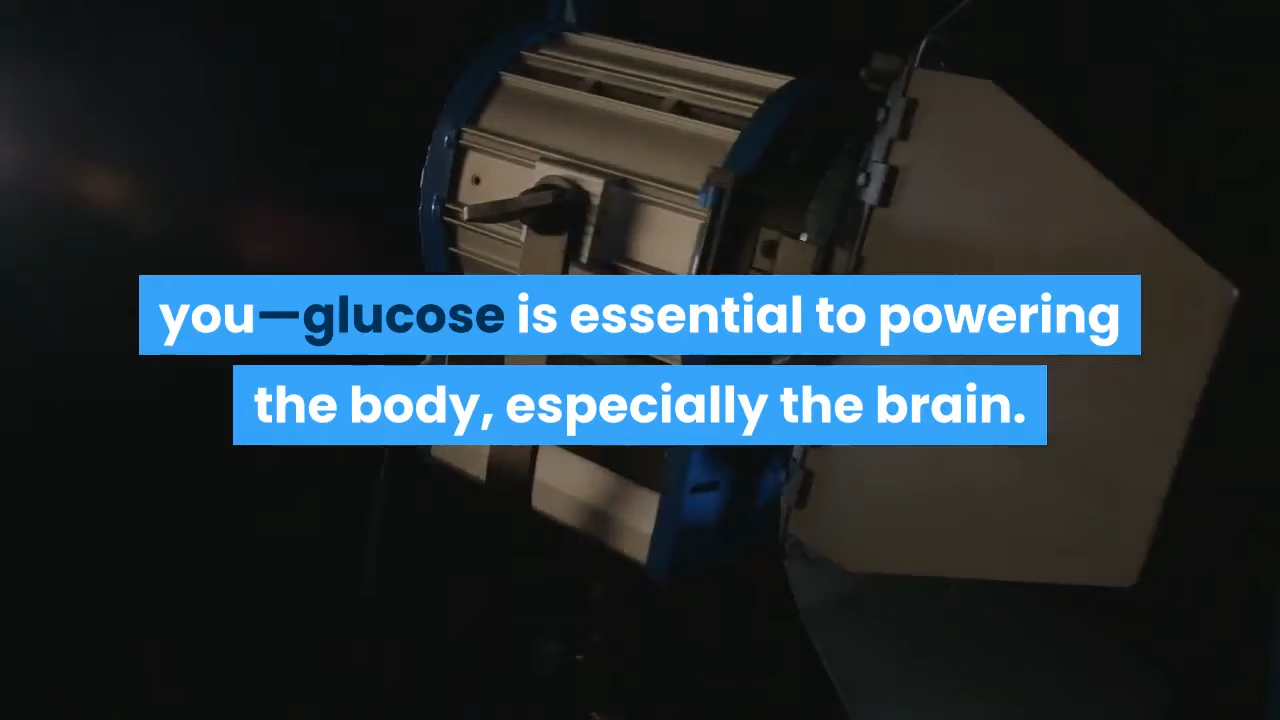 you—glucose is essential to powering
the body, especially the brain.